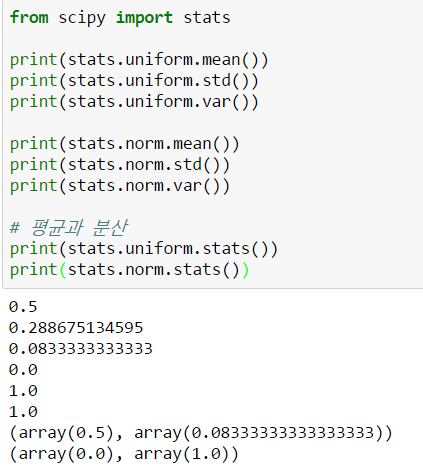 from scipy import stats
print(stats.uniform.mean())
print(stats.uniform.std())
print(stats.uniform.var())
print(stats.norm.mean())
print(stats.norm.std())
print(stats.norm.var())
# 평균과 분산
print(stats.uniform.stats())
print(stats.norm.stats())
0.5
0.288675134595
0.0833333333333
0.0
1.0
1.0
(array(0.5), array(0.08333333333333333))
(array(0.0), array(1.0))